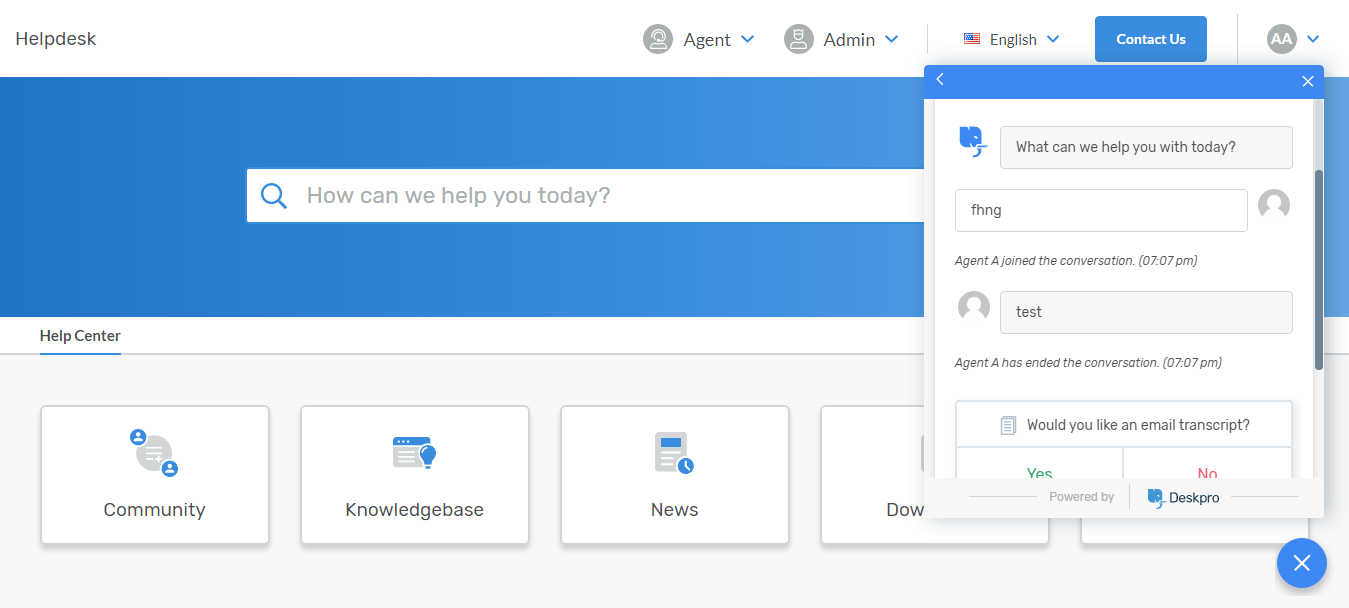 Helpdesk
Agent
Admin
English
Contact Us
AA
How can we help you today?
What can we help you with today?
fhng
Agent A joined the conversation. (07:07 pm)
test
Agent A has ended the conversation. (07:07 pm)
Would you like an email transcript?
Yes
No
Powered by
Deskpro
Help Center
Community
Knowledgebase
News
Dow